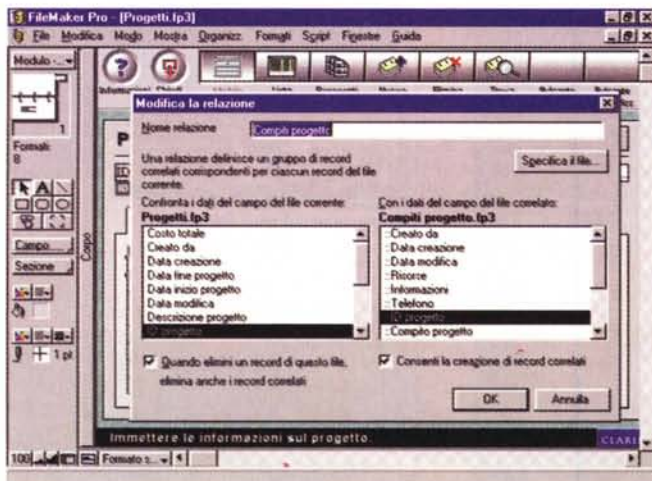 FileMaker Pro - [Progetti.fp3]
File Modifica Modo Mostra Organizz. Formati Script Finestre Guida
Modulo -...
1
Formati:
8
Campo
Sezione
1 pt
Corpo
Modifica la relazione
Nome relazione
Compiti progetto
Una relazione definisce un gruppo di record
correlati corrispondenti per ciascun record del file
corrente.
Specifica il file...
Confronta i dati del campo del file corrente:
Progetti.fp3
Costo totale
Creato da
Data creazione
Data fine progetto
Data inizio progetto
Data modifica
Descrizione progetto
ID progetto
Con i dati del campo del file correlato:
Compiti progetto.fp3
::Creato da
::Data creazione
::Data modifica
::Risorse
::Informazioni
::Telefono
::ID progetto
::Compito progetto
Quando elimini un record di questo file,
elimina anche i record correlati
Consenti la creazione di record correlati
OK
Annulla
Immettere le informazioni sul progetto.
CLARI
100
Formato s...